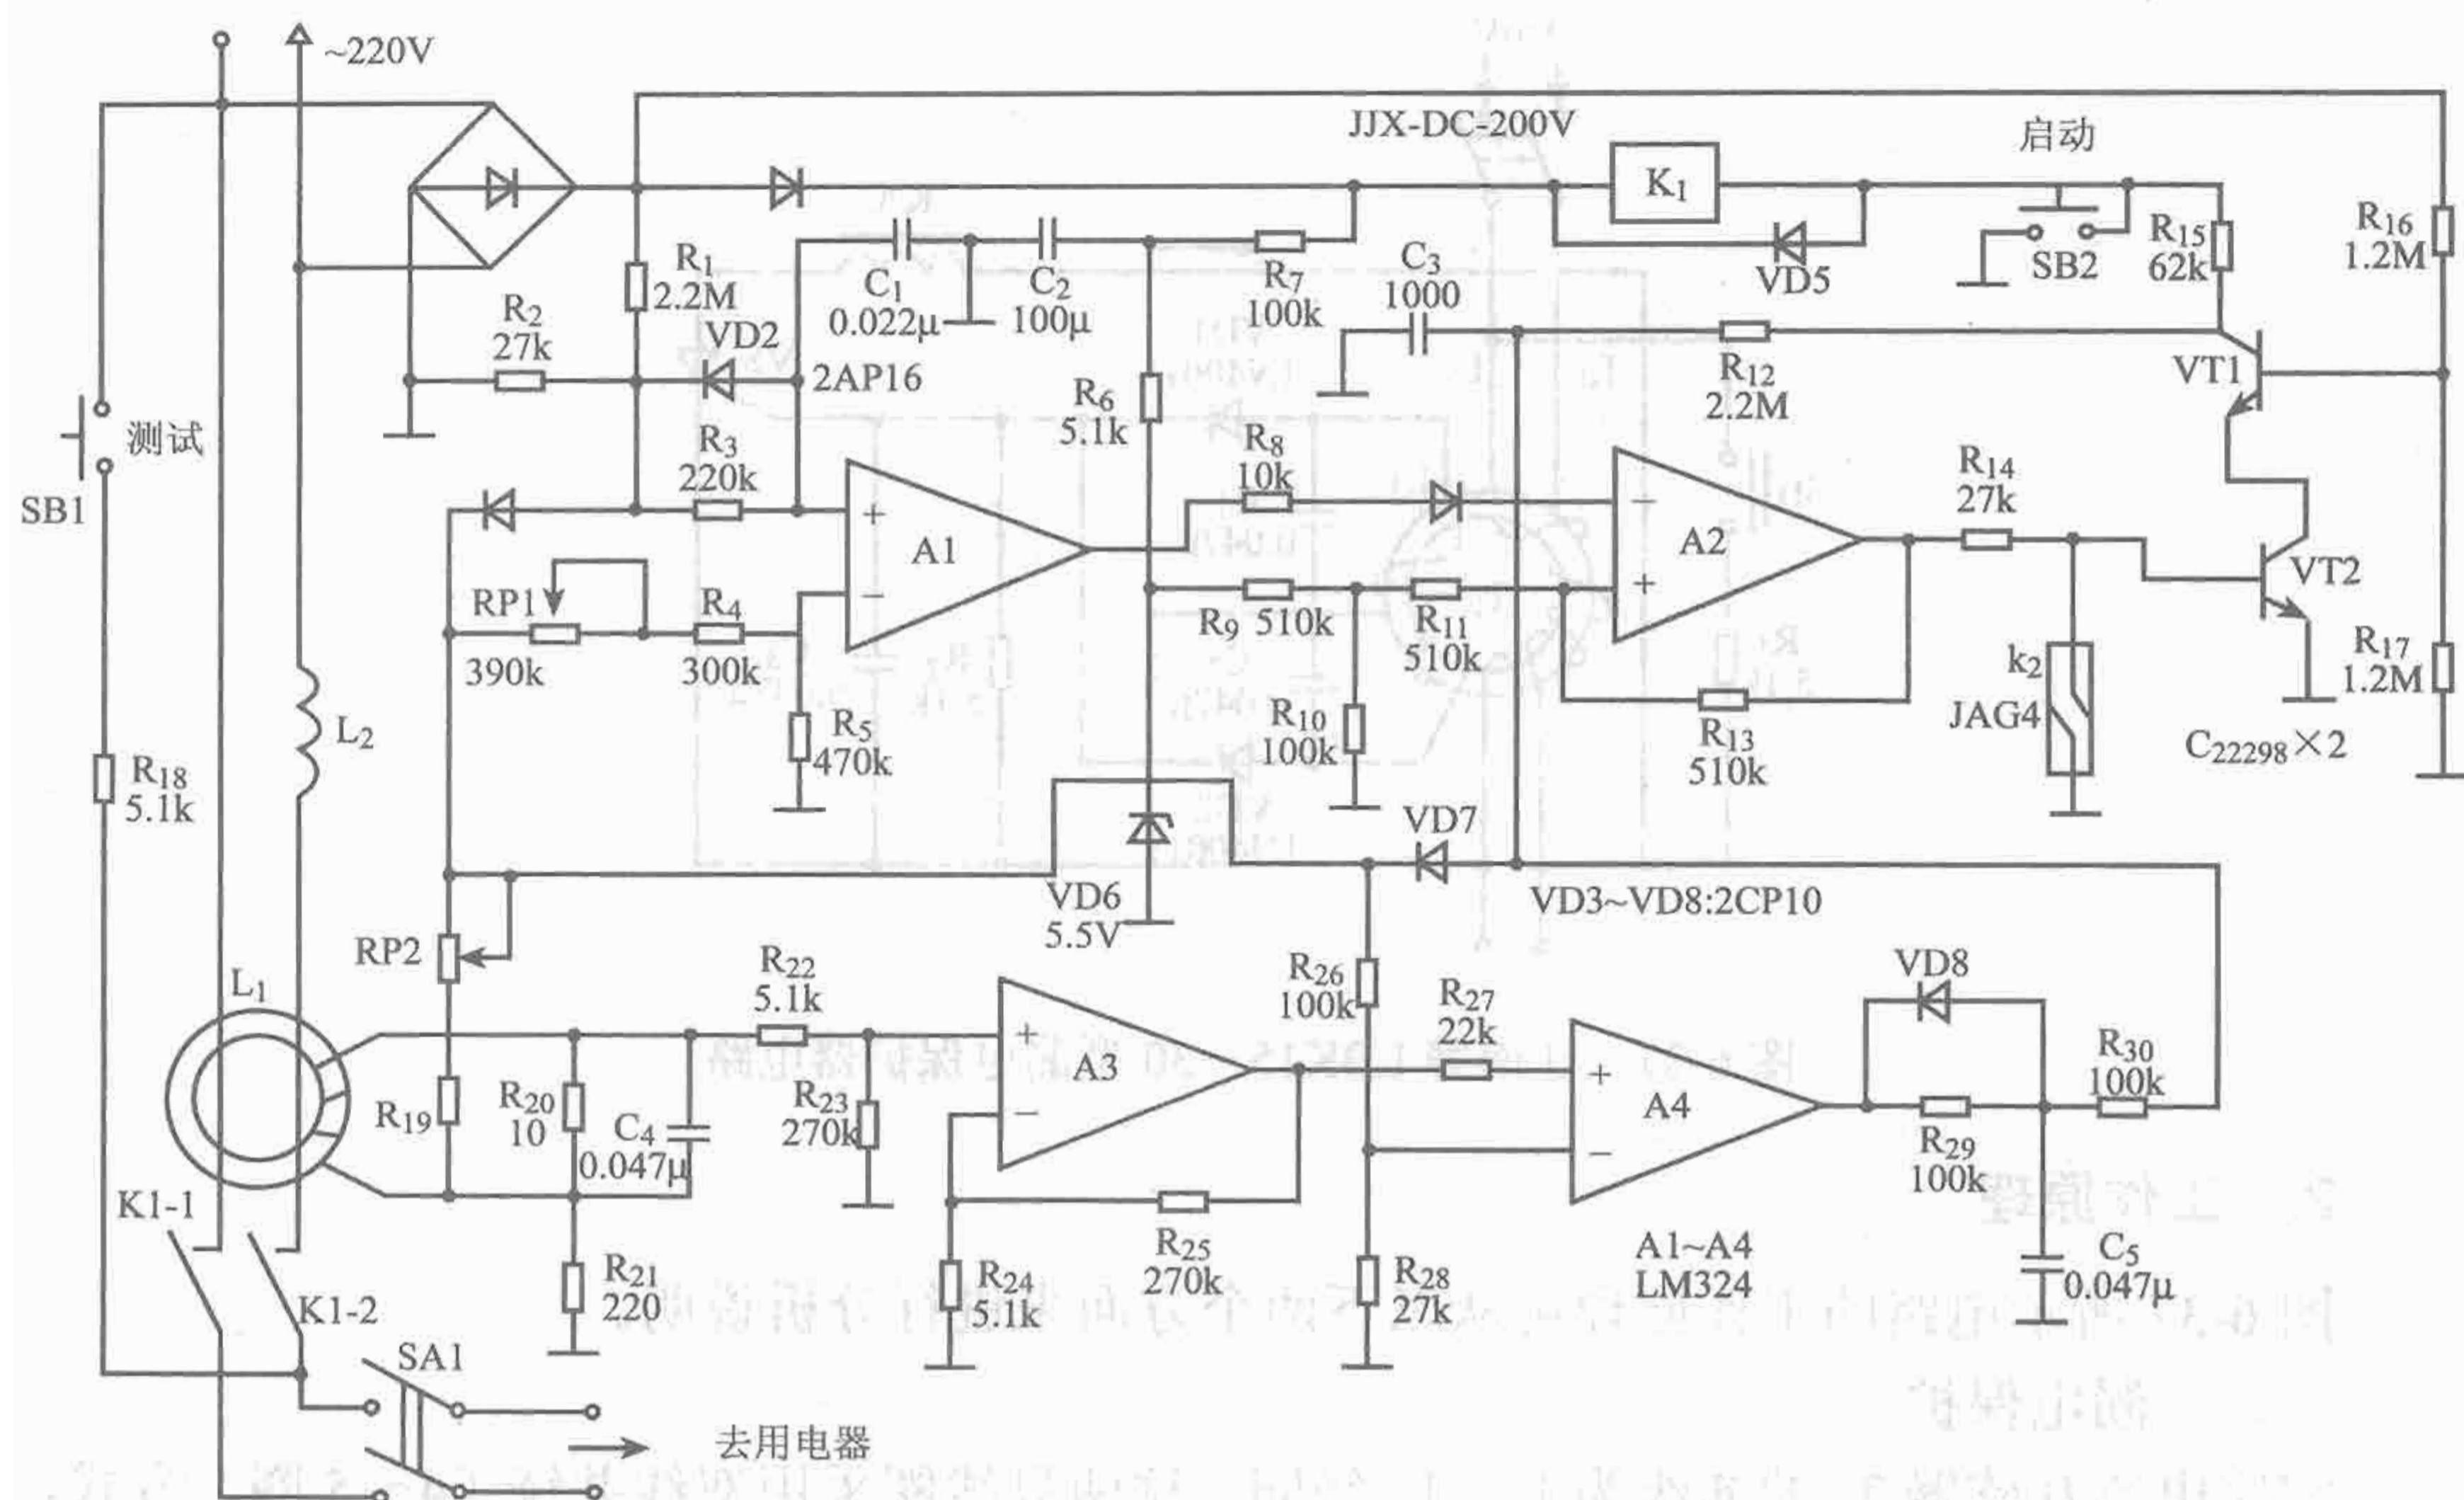 ~220V
JJX-DC-200V
启动
K1
R16
1.2M
R15
62k
SB2
VD5
R1
2.2M
C1
0.022μ
C2
100μ
R7
100k
C3
1000
R2
27k
VD2
2AP16
R12
2.2M
VT1
测试
SB1
R3
220k
R6
5.1k
R8
10k
R14
27k
+
A1
−
−
A2
+
VT2
RP1
390k
R4
300k
R9 510k
R11
510k
k2
JAG4
R17
1.2M
C22298×2
L2
R5
470k
R10
100k
R13
510k
R18
5.1k
VD7
VD6
5.5V
VD3~VD8:2CP10
RP2
R22
5.1k
R26
100k
R27
22k
VD8
L1
+
A3
−
R30
100k
R19
R20
10
C4
0.047μ
R23
270k
+
A4
−
R29
100k
K1-1
K1-2
R21
220
R24
5.1k
R25
270k
R28
27k
A1~A4
LM324
C5
0.047μ
SA1
去用电器